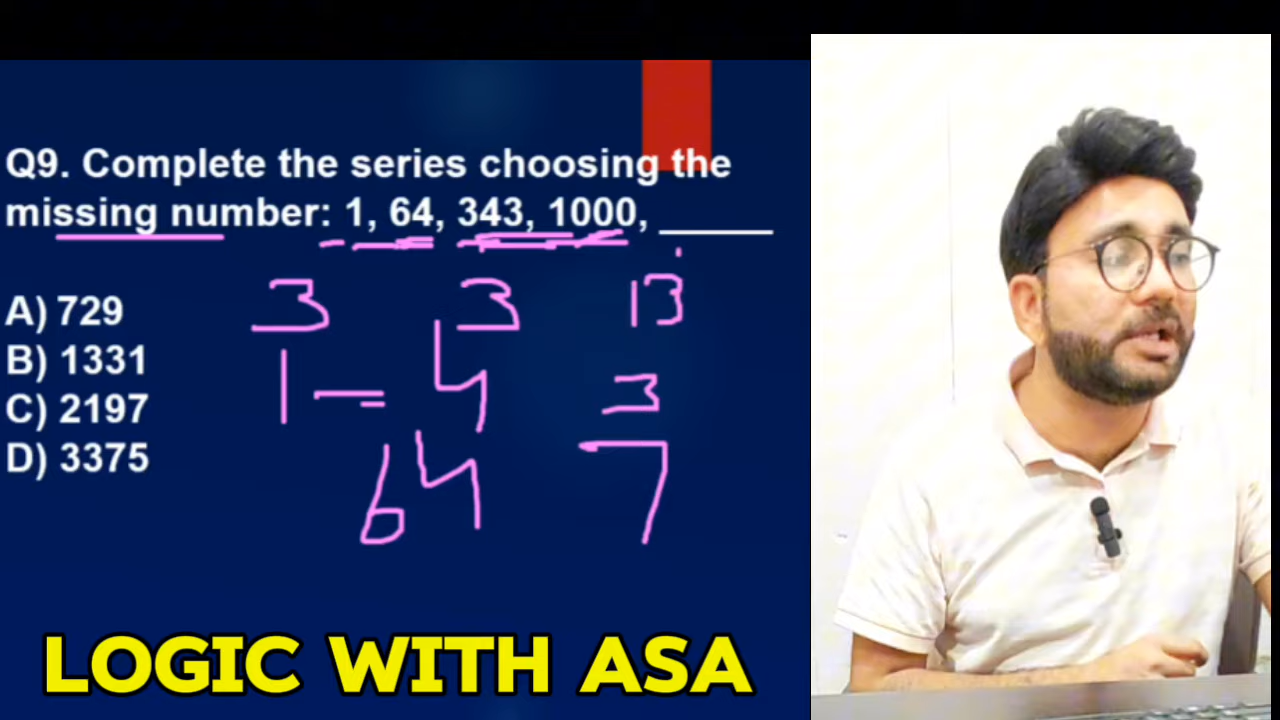 Q9. Complete the series choosing the
missing number: 1, 64, 343, 1000, ______
A) 729
B) 1331
C) 2197
D) 3375
3 3 13
1 = 4 3
64 7
LOGIC WITH ASA